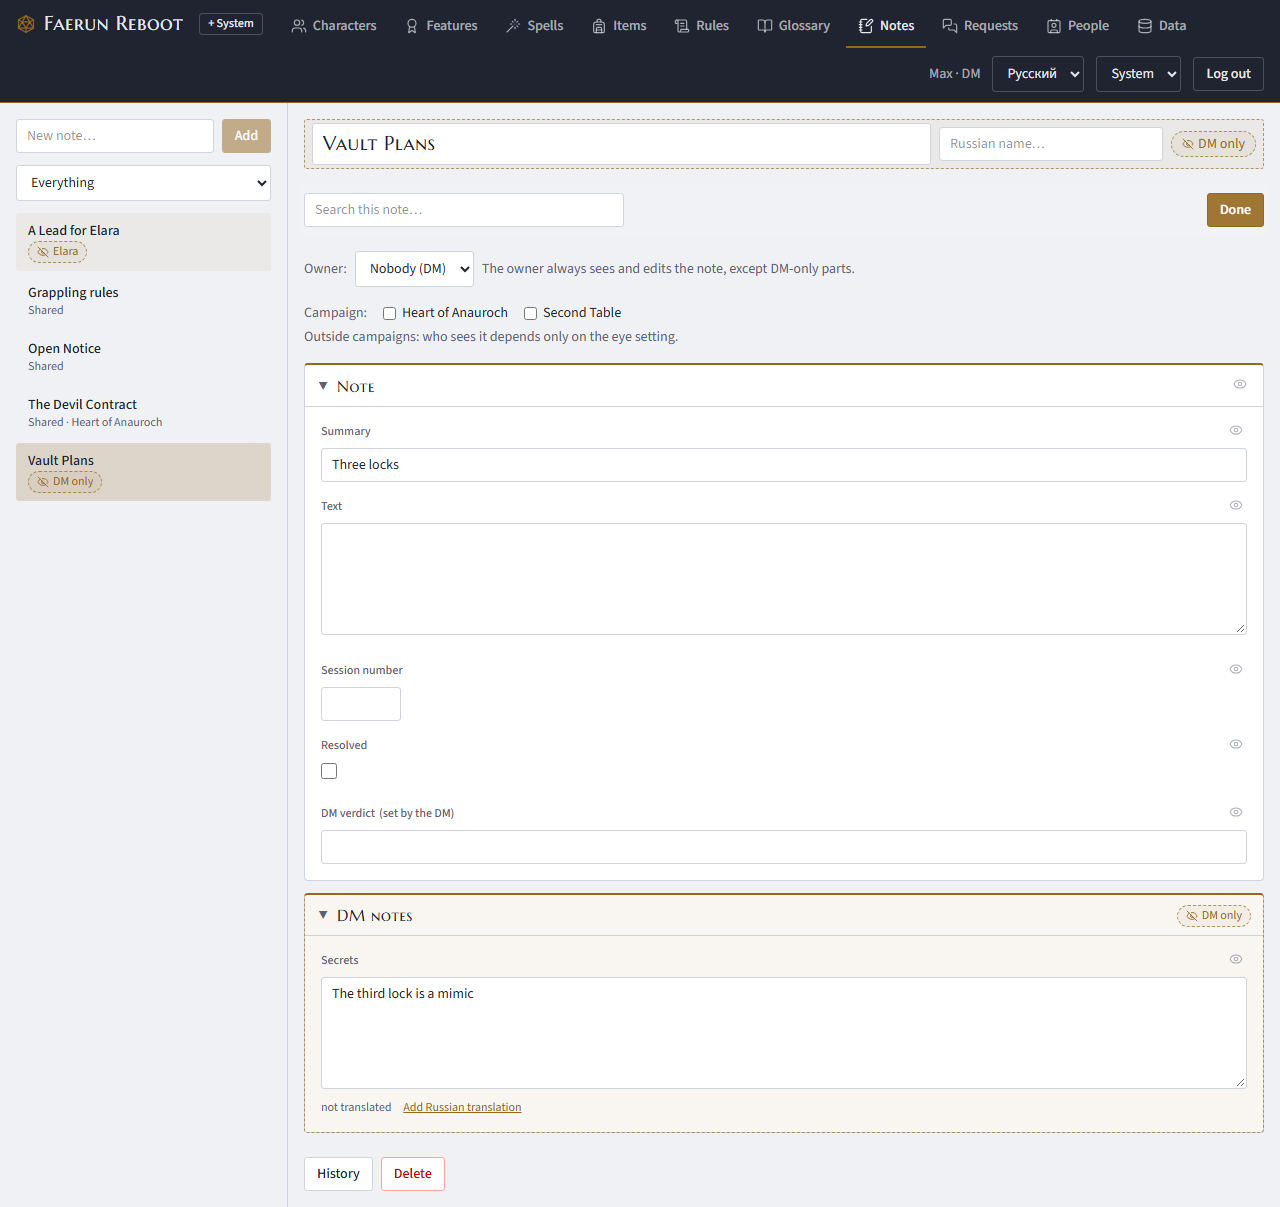 Faerun Reboot
+ System
Characters
Features
Spells
Items
Rules
Glossary
Notes
Requests
People
Data
Max · DM
Русский
System
Log out
New note…
Add
Everything
A Lead for Elara
Elara
Grappling rules
Shared
Open Notice
Shared
The Devil Contract
Shared · Heart of Anauroch
Vault Plans
DM only
Vault Plans
Russian name…
DM only
Search this note…
Done
Owner:
Nobody (DM)
The owner always sees and edits the note, except DM-only parts.
Campaign:
Heart of Anauroch
Second Table
Outside campaigns: who sees it depends only on the eye setting.
Note
Summary
Three locks
Text
Session number
Resolved
DM verdict (set by the DM)
DM notes
DM only
Secrets
The third lock is a mimic
not translated
Add Russian translation
History
Delete